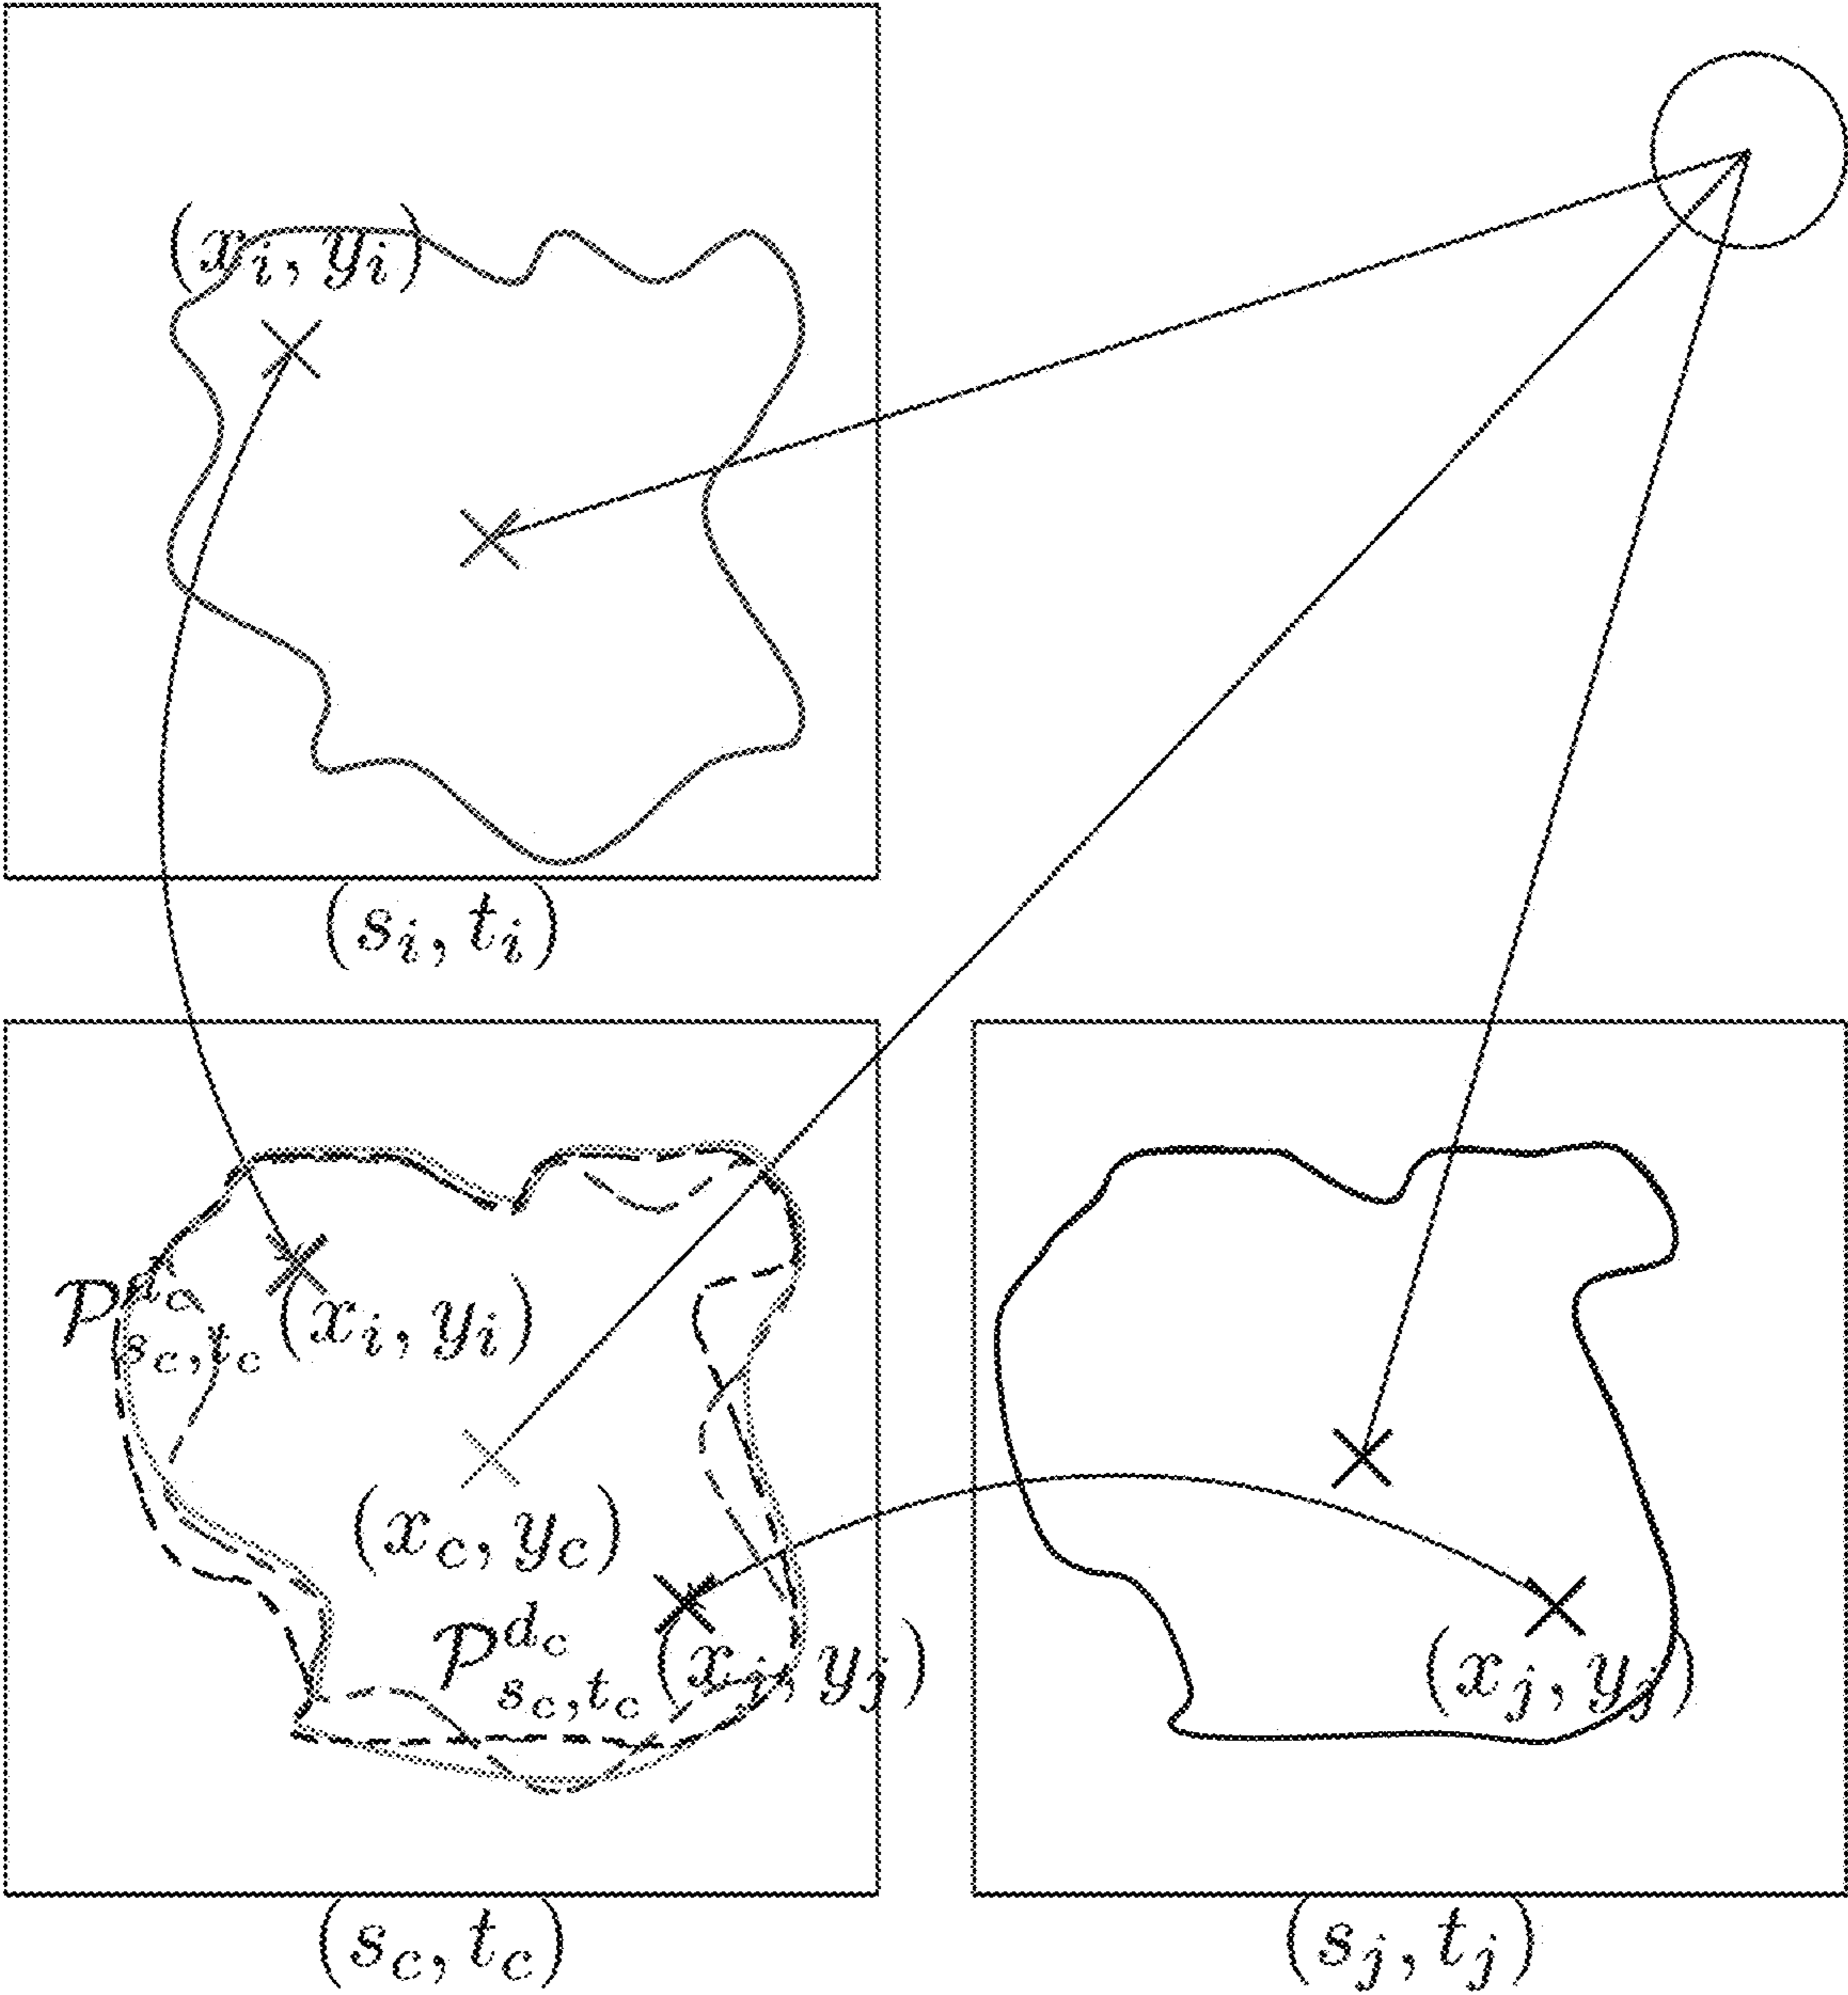 (x_i, y_i)
(s_i, t_i)
P^{d_c}_{s_c,t_c}(x_i, y_i)
(x_c, y_c)
P^{d_c}_{s_c,t_c}(x_j, y_j)
(x_j, y_j)
(s_c, t_c)
(s_j, t_j)